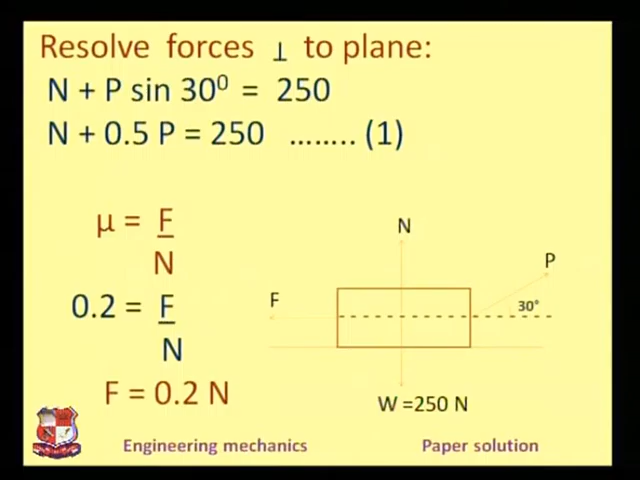 Resolve forces ⊥ to plane:
N + P sin 30⁰ = 250
N + 0.5 P = 250 …….. (1)
μ = F
N
0.2 = F
N
F = 0.2 N
N
P
F
30°
W =250 N
Engineering mechanics
Paper solution